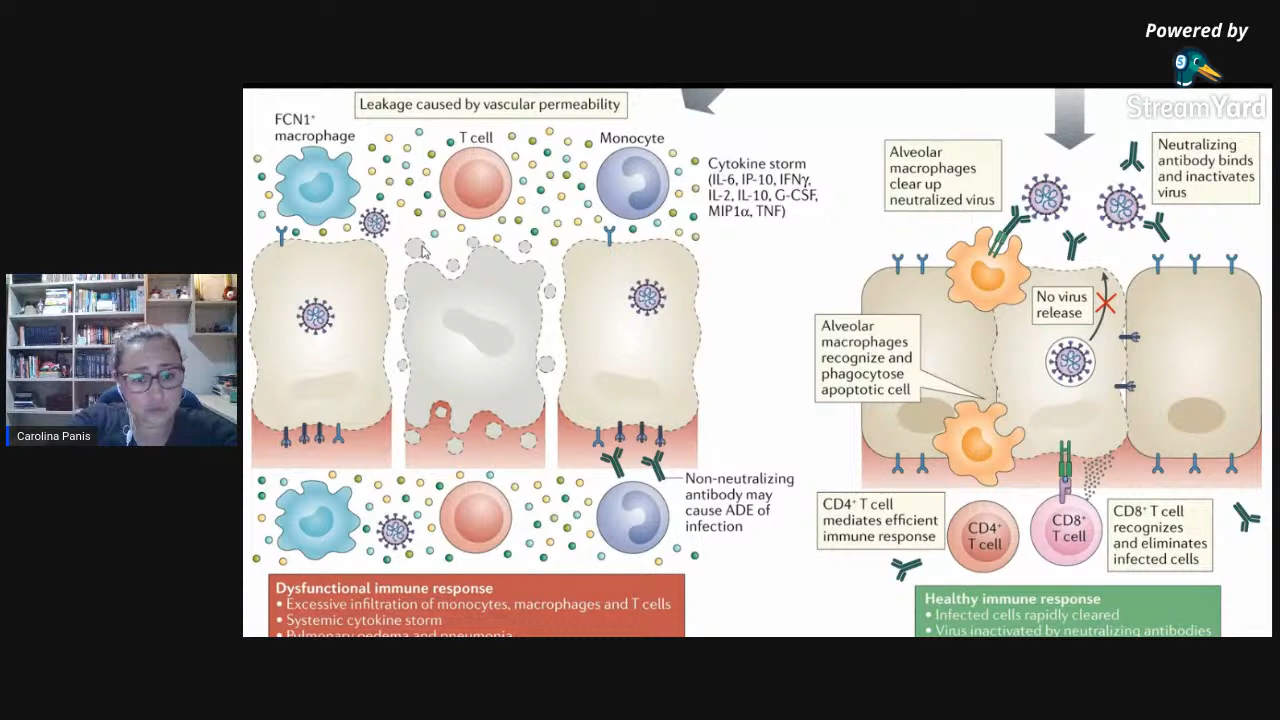 Powered by
StreamYard
Leakage caused by vascular permeability
FCN1⁺
macrophage
T cell
Monocyte
Cytokine storm
(IL-6, IP-10, IFNγ,
IL-2, IL-10, G-CSF,
MIP1α, TNF)
Non-neutralizing
antibody may
cause ADE of
infection
Dysfunctional immune response
• Excessive infiltration of monocytes, macrophages and T cells
• Systemic cytokine storm
• Pulmonary oedema and pneumonia
Alveolar
macrophages
clear up
neutralized virus
Neutralizing
antibody binds
and inactivates
virus
No virus
release
Alveolar
macrophages
recognize and
phagocytose
apoptotic cell
CD4⁺ T cell
mediates efficient
immune response
CD4⁺
T cell
CD8⁺
T cell
CD8⁺ T cell
recognizes
and eliminates
infected cells
Healthy immune response
• Infected cells rapidly cleared
• Virus inactivated by neutralizing antibodies
Carolina Panis